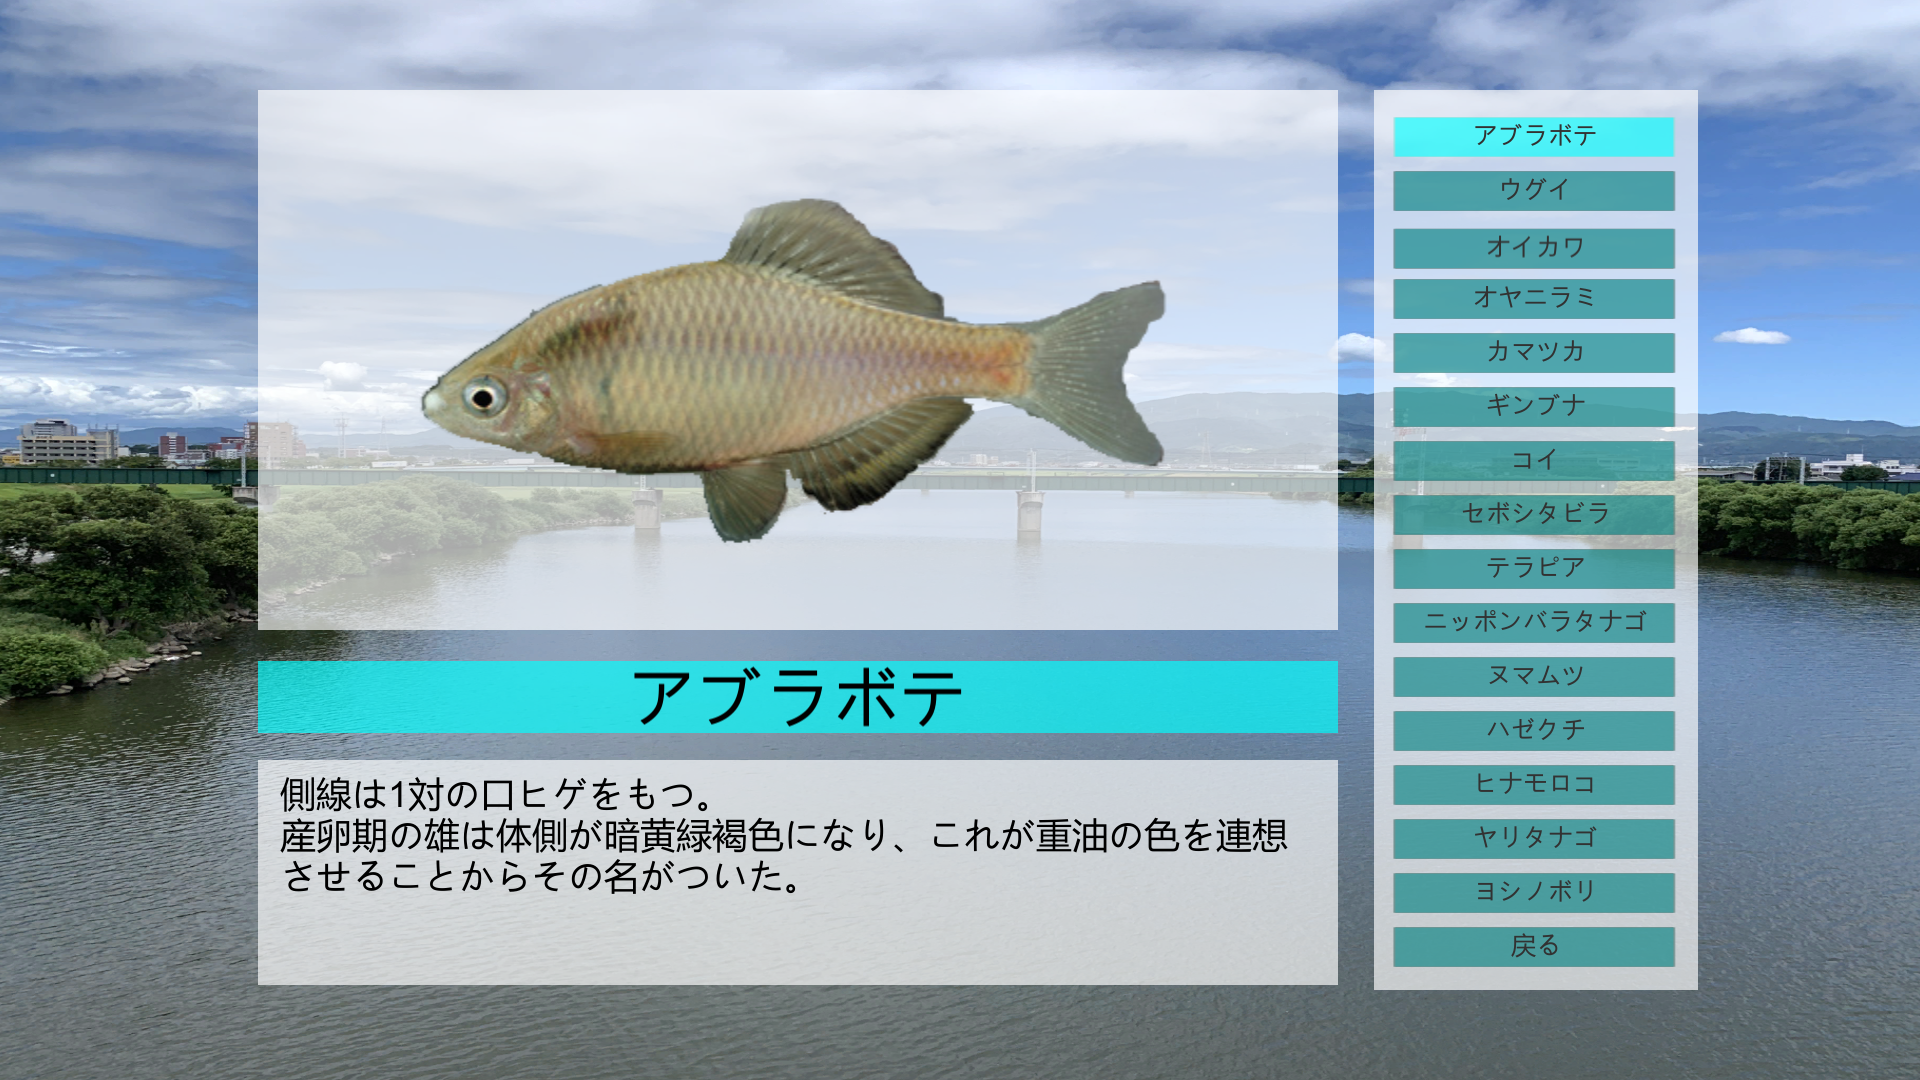 アブラボテ
側線は1対の口ヒゲをもつ。
産卵期の雄は体側が暗黄緑褐色になり、これが重油の色を連想
させることからその名がついた。
アブラボテ
ウグイ
オイカワ
オヤニラミ
カマツカ
ギンブナ
コイ
セボシタビラ
テラピア
ニッポンバラタナゴ
ヌマムツ
ハゼクチ
ヒナモロコ
ヤリタナゴ
ヨシノボリ
戻る